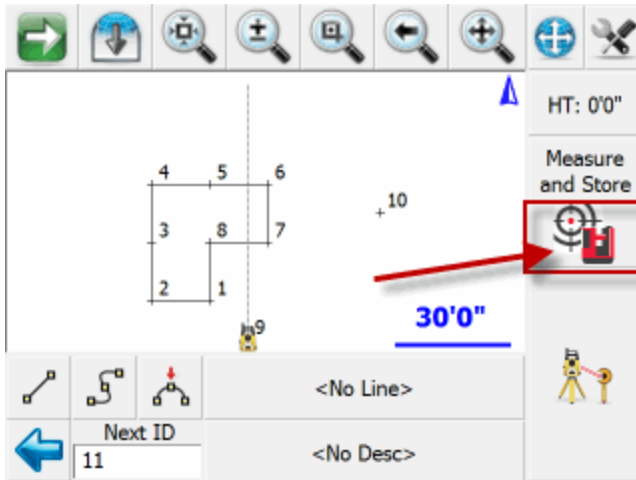 HT: 0'0"
Measure
and Store
4
5
6
10
3
8
7
2
1
9
30'0"
<No Line>
Next ID
11
<No Desc>